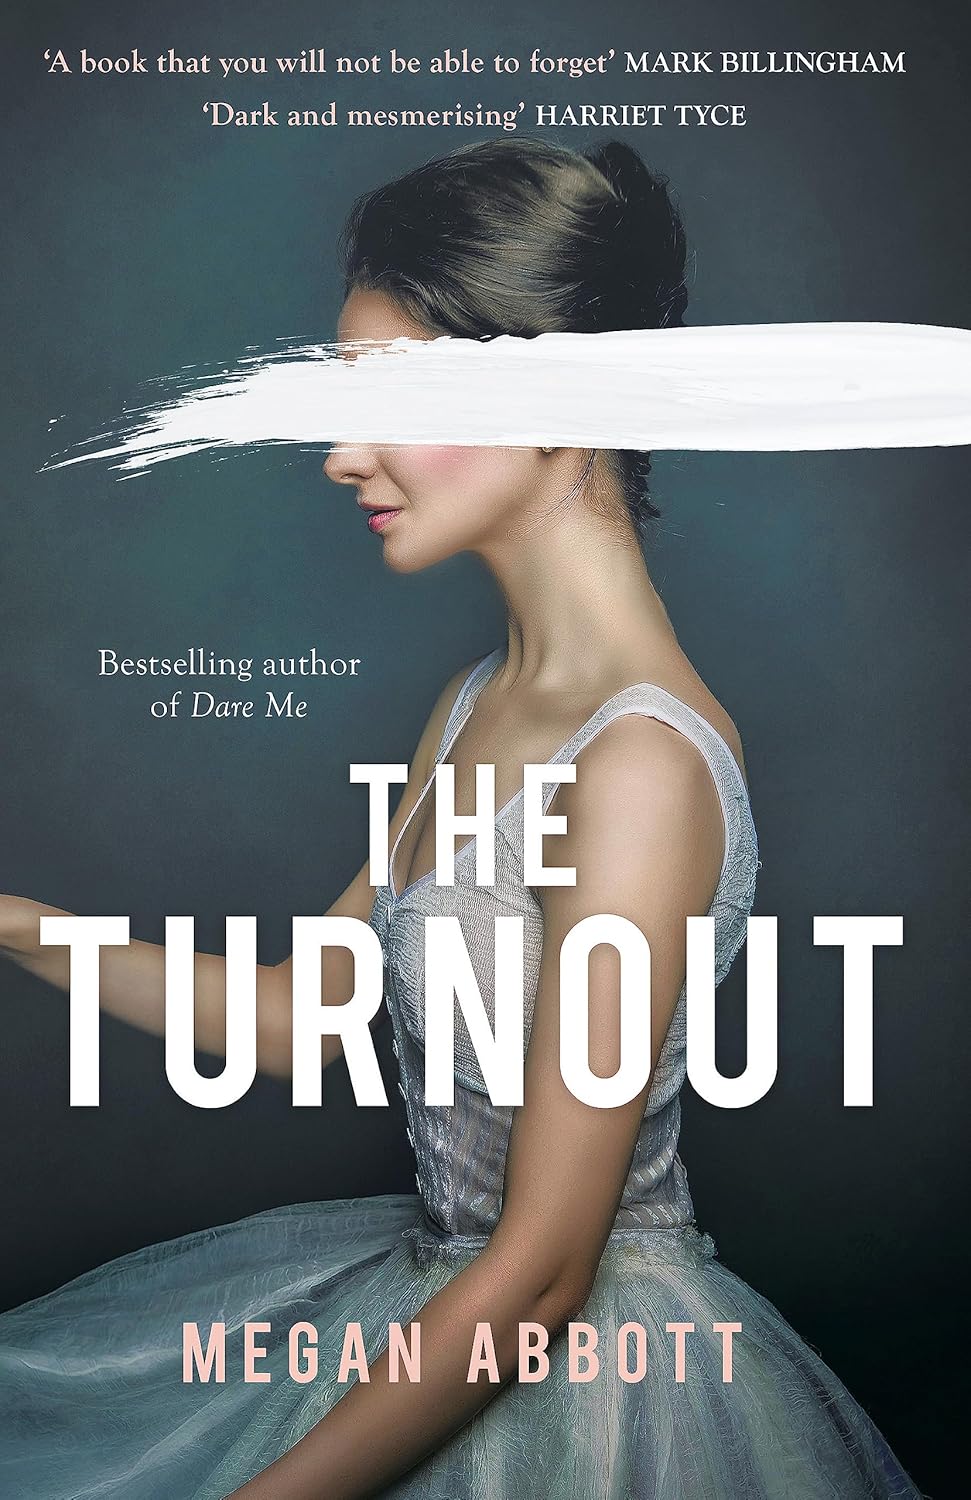 ‘A book that you will not be able to forget’ MARK BILLINGHAM
‘Dark and mesmerising’ HARRIET TYCE
Bestselling author
of Dare Me
THE
TURNOUT
MEGAN ABBOTT